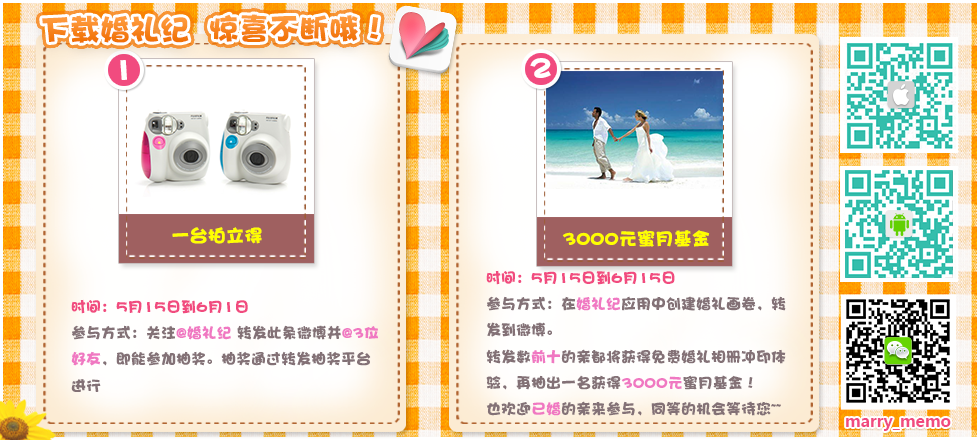 下载婚礼纪 惊喜不断哦！
1
一台拍立得
时间：5月15日到6月1日
参与方式：关注@婚礼纪 转发此条微博并@3位
好友，即能参加抽奖。抽奖通过转发抽奖平台
进行
2
3000元蜜月基金
时间：5月15日到6月15日
参与方式：在婚礼纪应用中创建婚礼画卷，转
发到微博。
转发数前十的亲都将获得免费婚礼相册冲印体
验，再抽出一名获得3000元蜜月基金！
也欢迎已婚的亲来参与，同等的机会等待您~~
marry_memo